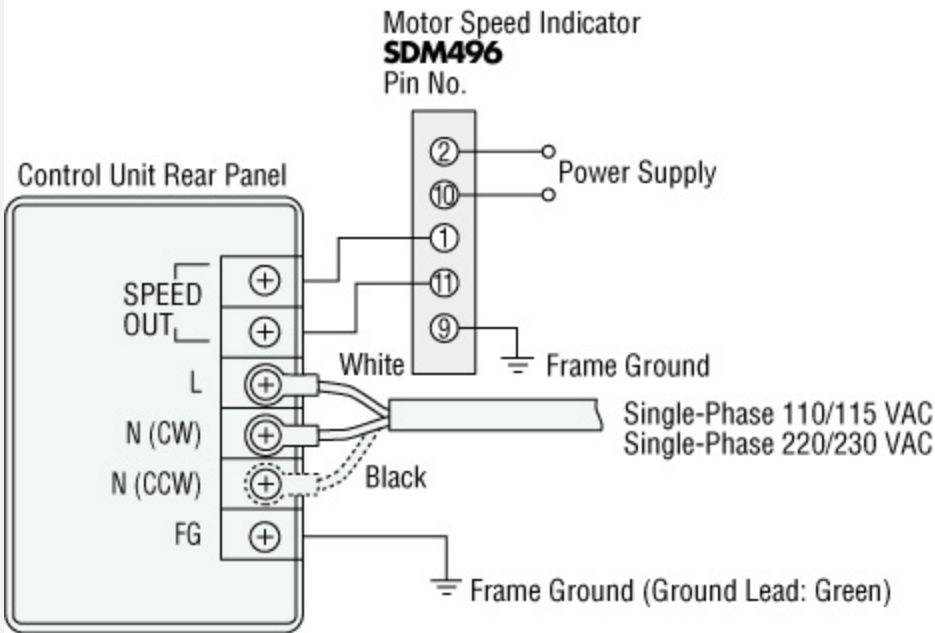 Motor Speed Indicator
SDM496
Pin No.
2
Power Supply
10
1
11
9
Frame Ground
Control Unit Rear Panel
SPEED
OUT
L
White
N (CW)
N (CCW)
Black
FG
Single-Phase 110/115 VAC
Single-Phase 220/230 VAC
Frame Ground (Ground Lead: Green)